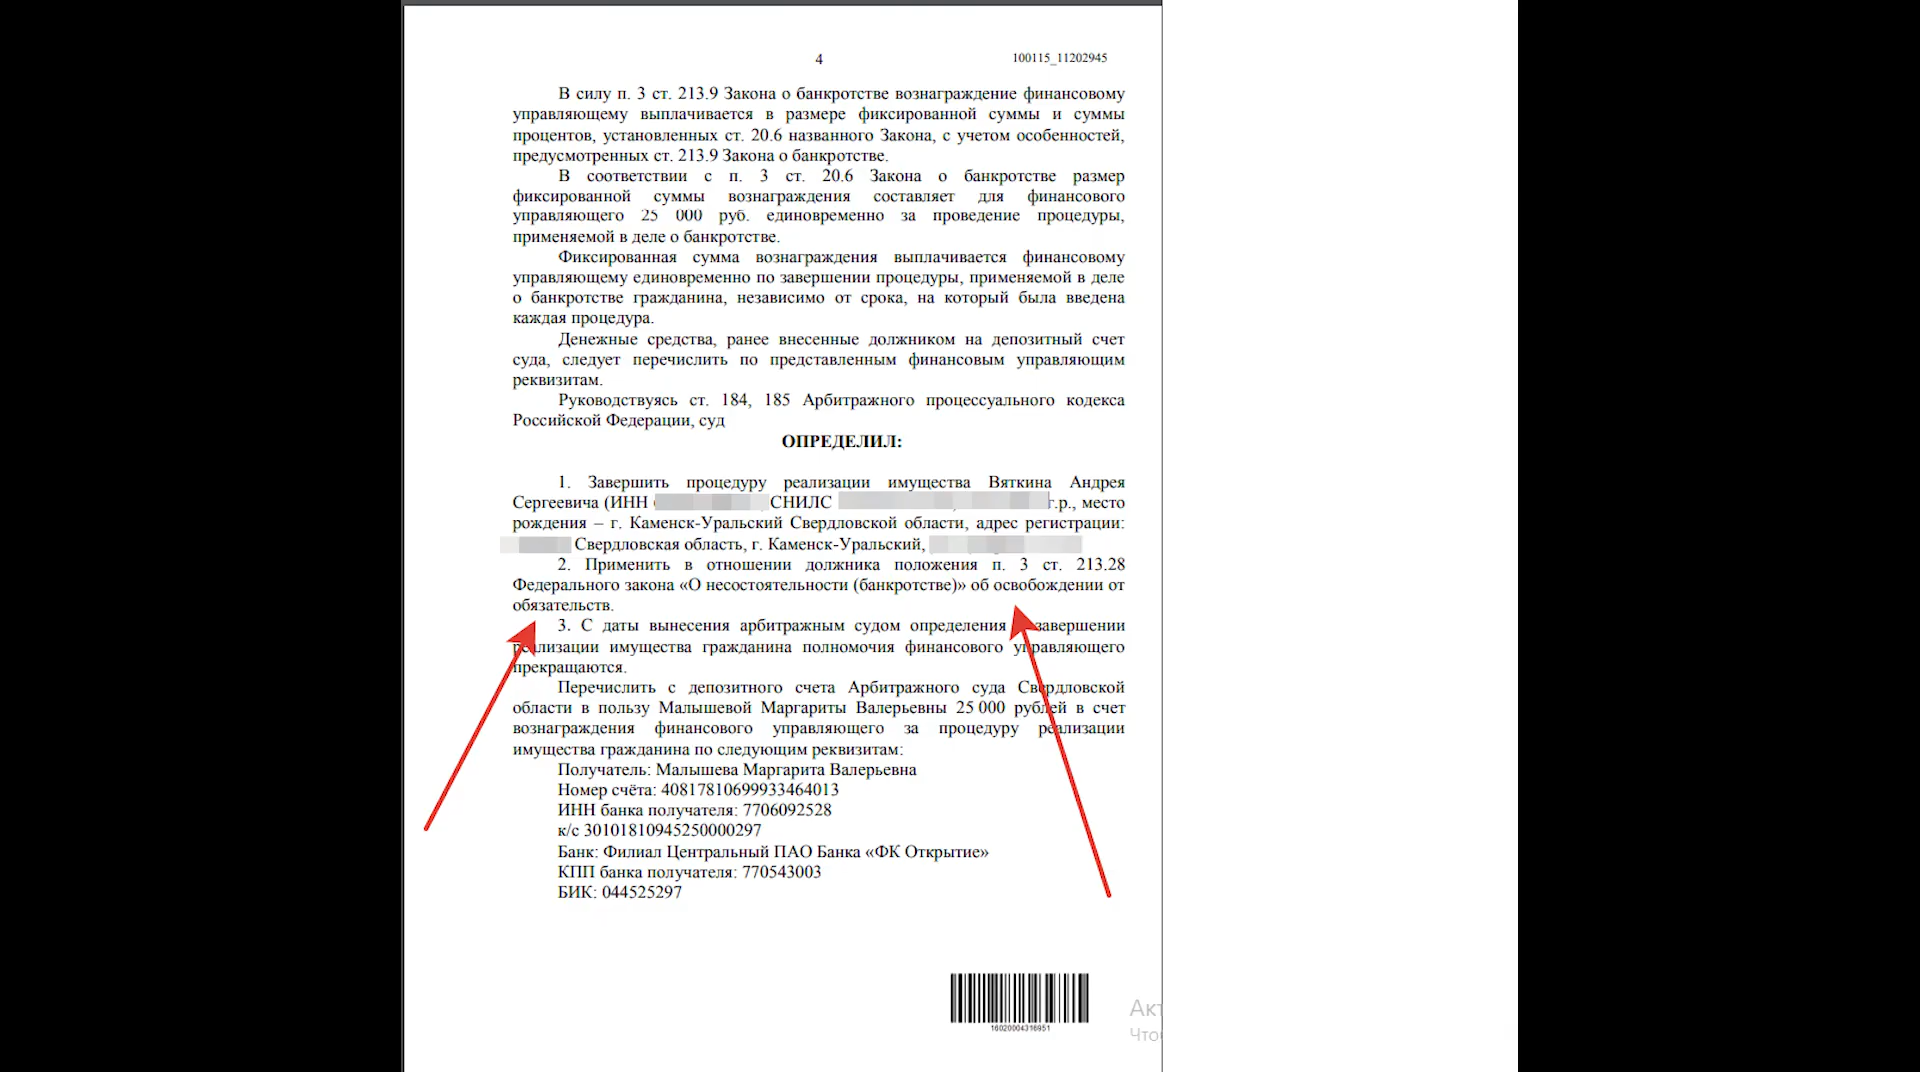 4
100115_11202945
В силу п. 3 ст. 213.9 Закона о банкротстве вознаграждение финансовому
управляющему выплачивается в размере фиксированной суммы и суммы
процентов, установленных ст. 20.6 названного Закона, с учетом особенностей,
предусмотренных ст. 213.9 Закона о банкротстве.
В соответствии с п. 3 ст. 20.6 Закона о банкротстве размер
фиксированной суммы вознаграждения составляет для финансового
управляющего 25 000 руб. единовременно за проведение процедуры,
применяемой в деле о банкротстве.
Фиксированная сумма вознаграждения выплачивается финансовому
управляющему единовременно по завершении процедуры, применяемой в деле
о банкротстве гражданина, независимо от срока, на который была введена
каждая процедура.
Денежные средства, ранее внесенные должником на депозитный счет
суда, следует перечислить по представленным финансовым управляющим
реквизитам.
Руководствуясь ст. 184, 185 Арбитражного процессуального кодекса
Российской Федерации, суд
ОПРЕДЕЛИЛ:
1. Завершить процедуру реализации имущества Вяткина Андрея
Сергеевича (ИНН СНИЛС г.р., место
рождения – г. Каменск-Уральский Свердловской области, адрес регистрации:
Свердловская область, г. Каменск-Уральский,
2. Применить в отношении должника положения п. 3 ст. 213.28
Федерального закона «О несостоятельности (банкротстве)» об освобождении от
обязательств.
3. С даты вынесения арбитражным судом определения завершении
реализации имущества гражданина полномочия финансового управляющего
прекращаются.
Перечислить с депозитного счета Арбитражного суда Свердловской
области в пользу Малышевой Маргариты Валерьевны 25 000 рублей в счет
вознаграждения финансового управляющего за процедуру реализации
имущества гражданина по следующим реквизитам:
Получатель: Малышева Маргарита Валерьевна
Номер счёта: 40817810699933464013
ИНН банка получателя: 7706092528
к/с 30101810945250000297
Банк: Филиал Центральный ПАО Банка «ФК Открытие»
КПП банка получателя: 770543003
БИК: 044525297
16020004316951
Акт
Что